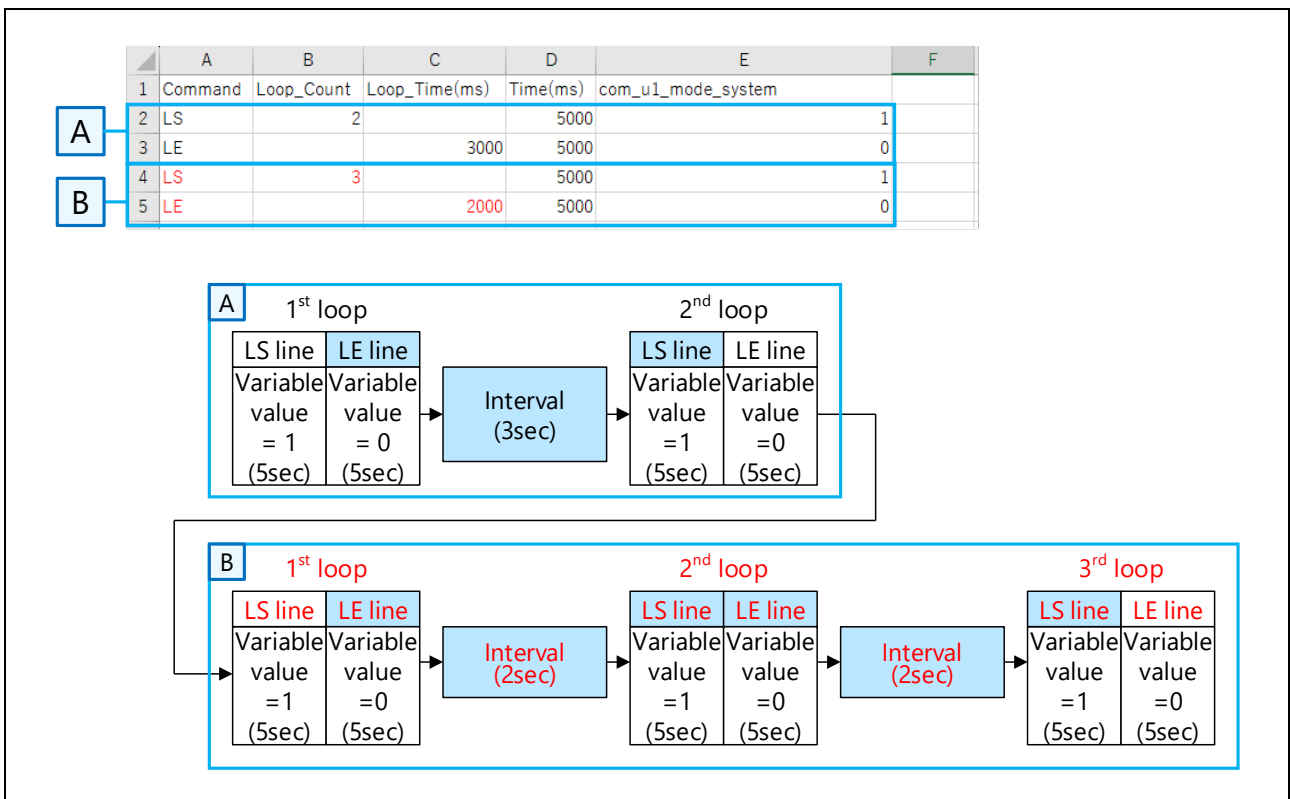 A B C D E F
1 Command Loop_Count Loop_Time(ms) Time(ms) com_u1_mode_system
2 LS 2 5000 1
3 LE 3000 5000 0
4 LS 3 5000 1
5 LE 2000 5000 0
A
B
A
1st loop 2nd loop
LS line LE line LS line LE line
Variable Variable Variable Variable
value value Interval value value
= 1 = 0 (3sec) =1 =0
(5sec) (5sec) (5sec) (5sec)
B
1st loop 2nd loop 3rd loop
LS line LE line LS line LE line LS line LE line
Variable Variable Interval Variable Variable Interval Variable Variable
value value (2sec) value value (2sec) value value
=1 =0 =1 =0 =1 =0
(5sec) (5sec) (5sec) (5sec) (5sec) (5sec)